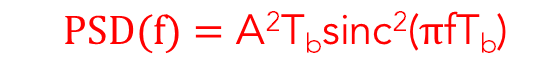 PSD(f) = A²T_bsinc²(πfT_b)